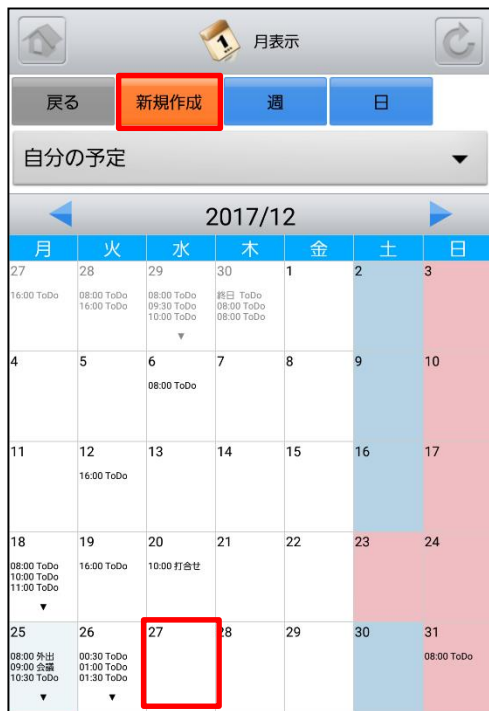 月表示
戻る 新規作成 週 日
自分の予定
2017/12
月 火 水 木 金 土 日
27 28 29 30 1 2 3
16:00 ToDo 08:00 ToDo 08:00 ToDo 終日 ToDo
16:00 ToDo 09:30 ToDo 08:00 ToDo
10:00 ToDo 08:00 ToDo
4 5 6 7 8 9 10
08:00 ToDo
11 12 13 14 15 16 17
16:00 ToDo
18 19 20 21 22 23 24
08:00 ToDo 16:00 ToDo 10:00 打合せ
10:00 ToDo
11:00 ToDo
25 26 27 28 29 30 31
08:00 外出 00:30 ToDo 08:00 ToDo
09:00 会議 01:00 ToDo
10:30 ToDo 01:30 ToDo